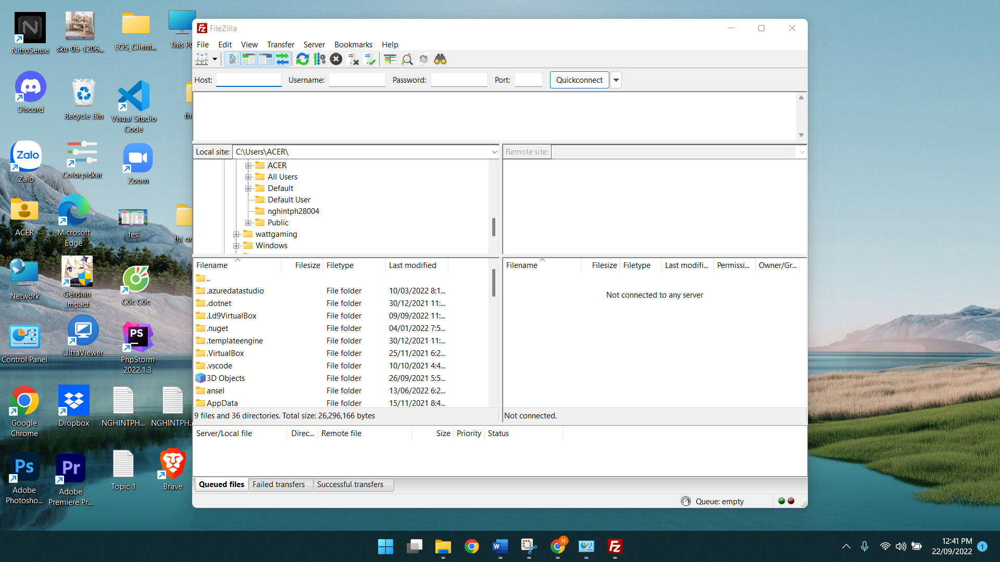 NitroSense
sku-05-1206...
EOS_Client...
This PC
Discord
Recycle Bin
Visual Studio
Code
Zalo
Zalo
Colorpicker
Zoom
ACER
Microsoft
Edge
fes
Network
Genshin
Impact
Cốc Cốc
Control Panel
UltraViewer
PS
PhpStorm
2022.1.3
Google
Chrome
Dropbox
NGHINTPH...
NGHINTPH...
Ps
Adobe
Photosho...
Pr
Adobe
Premiere Pr...
Topic 1
Brave
FileZilla
File Edit View Transfer Server Bookmarks Help
Host: Username: Password: Port: Quickconnect
Local site: C:\Users\ACER\
Remote site:
ACER
All Users
Default
Default User
nghintph28004
Public
wattgaming
Windows
Filename Filesize Filetype Last modified
..
.azuredatastudio File folder 10/03/2022 8:1...
.dotnet File folder 30/12/2021 11:...
.Ld9VirtualBox File folder 09/09/2022 11:...
.nuget File folder 04/01/2022 7:5...
.templateengine File folder 30/12/2021 11:...
.VirtualBox File folder 25/11/2021 6:2...
.vscode File folder 10/10/2021 4:4...
3D Objects File folder 26/09/2021 5:5...
ansel File folder 13/06/2022 6:2...
AppData File folder 15/11/2021 8:4...
9 files and 36 directories. Total size: 26,296,166 bytes
Filename Filesize Filetype Last modifi... Permissi... Owner/Gr...
Not connected to any server
Not connected.
Server/Local file Direc... Remote file Size Priority Status
Queued files Failed transfers Successful transfers
Queue: empty
12:41 PM
22/09/2022
1